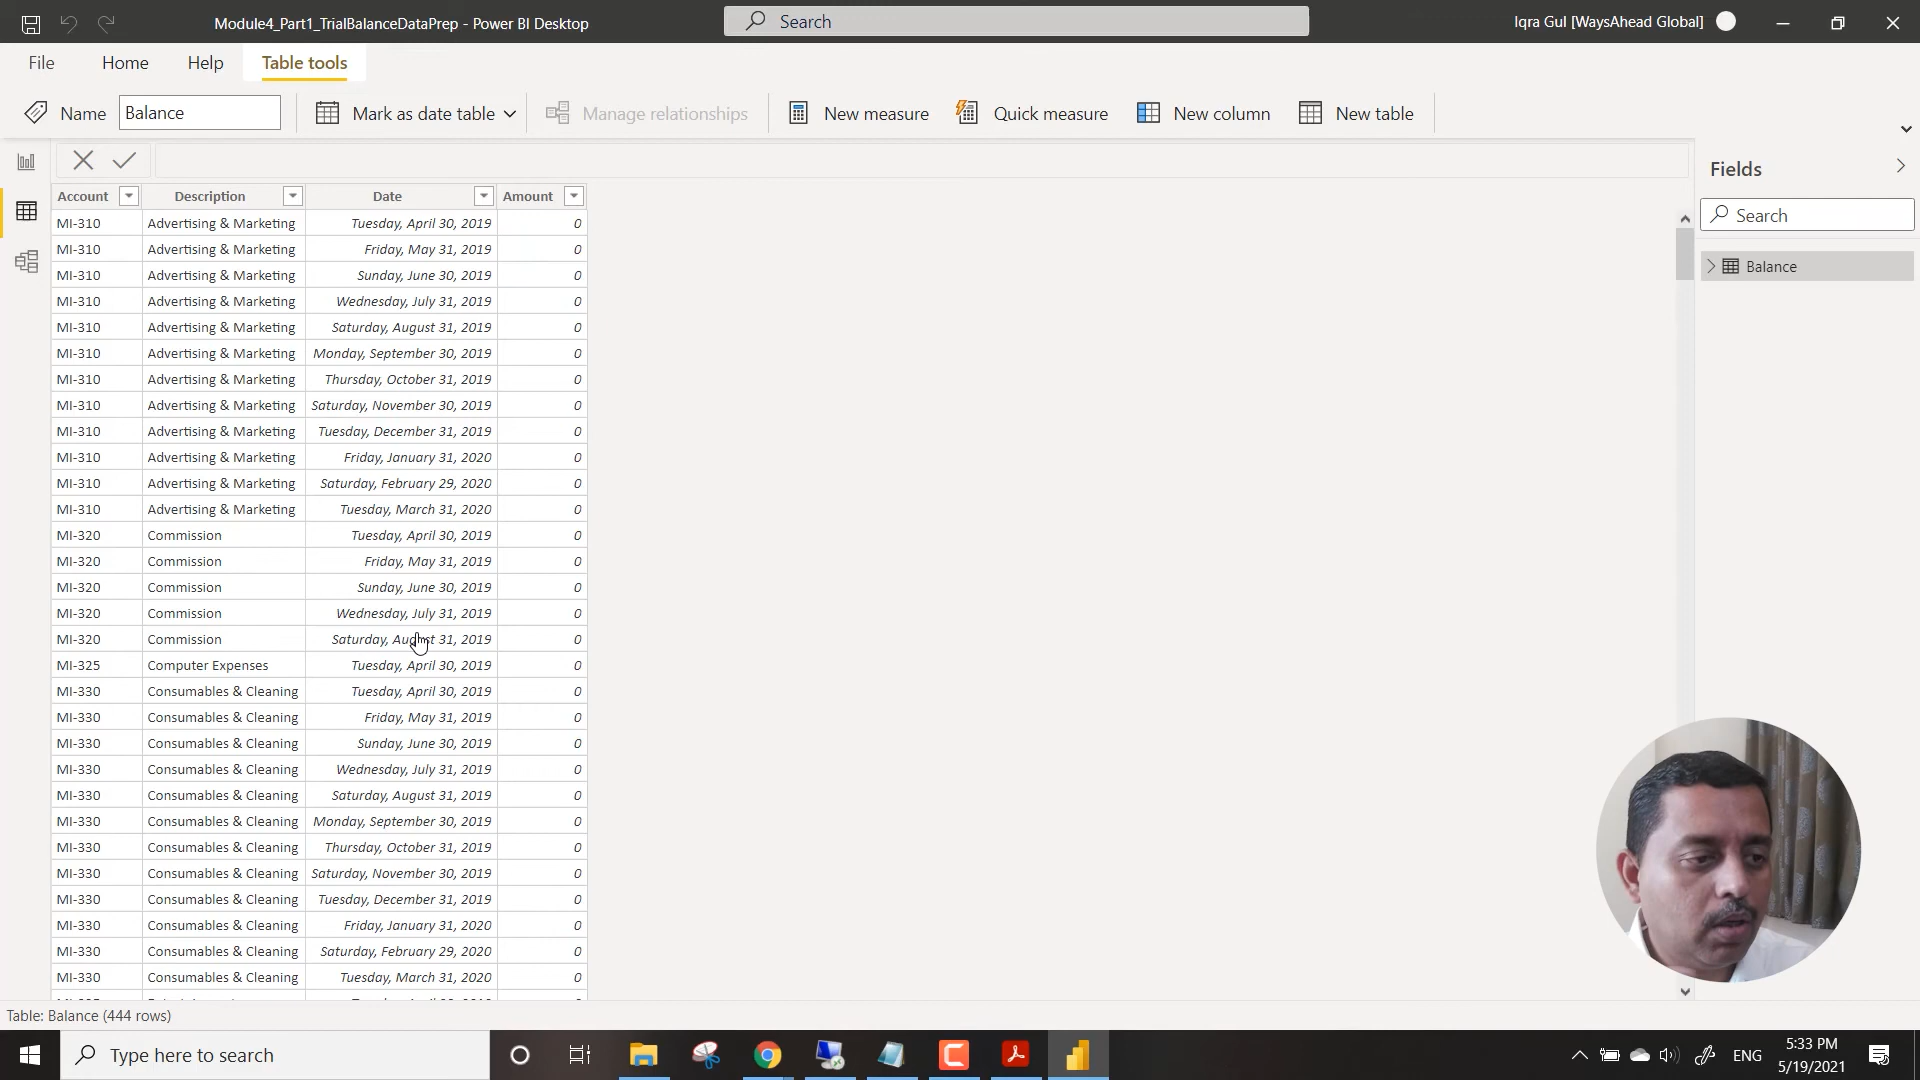 Module4_Part1_TrialBalanceDataPrep - Power BI Desktop
Search
Iqra Gul [WaysAhead Global]
File Home Help Table tools
Name Balance Mark as date table Manage relationships New measure Quick measure New column New table
Fields
Search
Balance
Account Description Date Amount
MI-310 Advertising & Marketing Tuesday, April 30, 2019 0
MI-310 Advertising & Marketing Friday, May 31, 2019 0
MI-310 Advertising & Marketing Sunday, June 30, 2019 0
MI-310 Advertising & Marketing Wednesday, July 31, 2019 0
MI-310 Advertising & Marketing Saturday, August 31, 2019 0
MI-310 Advertising & Marketing Monday, September 30, 2019 0
MI-310 Advertising & Marketing Thursday, October 31, 2019 0
MI-310 Advertising & Marketing Saturday, November 30, 2019 0
MI-310 Advertising & Marketing Tuesday, December 31, 2019 0
MI-310 Advertising & Marketing Friday, January 31, 2020 0
MI-310 Advertising & Marketing Saturday, February 29, 2020 0
MI-310 Advertising & Marketing Tuesday, March 31, 2020 0
MI-320 Commission Tuesday, April 30, 2019 0
MI-320 Commission Friday, May 31, 2019 0
MI-320 Commission Sunday, June 30, 2019 0
MI-320 Commission Wednesday, July 31, 2019 0
MI-320 Commission Saturday, August 31, 2019 0
MI-325 Computer Expenses Tuesday, April 30, 2019 0
MI-330 Consumables & Cleaning Tuesday, April 30, 2019 0
MI-330 Consumables & Cleaning Friday, May 31, 2019 0
MI-330 Consumables & Cleaning Sunday, June 30, 2019 0
MI-330 Consumables & Cleaning Wednesday, July 31, 2019 0
MI-330 Consumables & Cleaning Saturday, August 31, 2019 0
MI-330 Consumables & Cleaning Monday, September 30, 2019 0
MI-330 Consumables & Cleaning Thursday, October 31, 2019 0
MI-330 Consumables & Cleaning Saturday, November 30, 2019 0
MI-330 Consumables & Cleaning Tuesday, December 31, 2019 0
MI-330 Consumables & Cleaning Friday, January 31, 2020 0
MI-330 Consumables & Cleaning Saturday, February 29, 2020 0
MI-330 Consumables & Cleaning Tuesday, March 31, 2020 0
Table: Balance (444 rows)
Type here to search
ENG
5:33 PM
5/19/2021